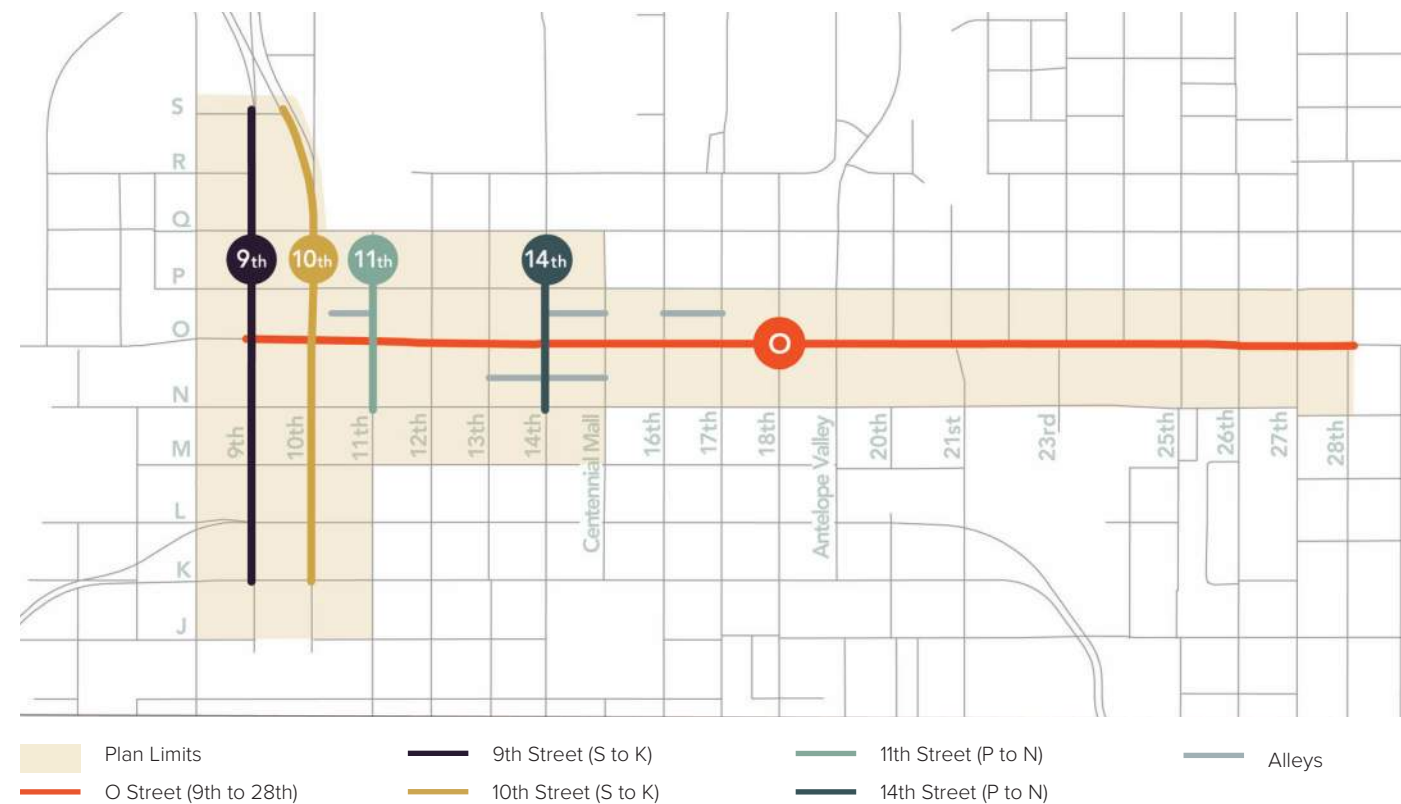 S
R
Q
9th 10th 11th 14th
P
O
O
N
9th 10th 11th 12th 13th 14th Centennial Mall 16th 17th 18th Antelope Valley 20th 21st 23rd 25th 26th 27th 28th
M
L
K
J
Plan Limits
9th Street (S to K)
11th Street (P to N)
Alleys
O Street (9th to 28th)
10th Street (S to K)
14th Street (P to N)